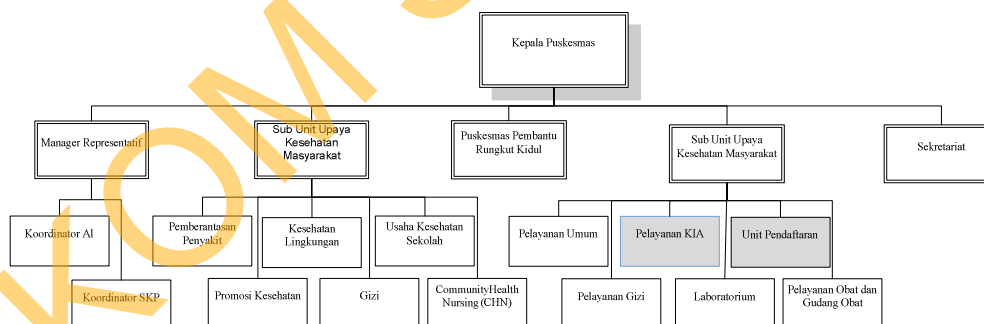 Kepala Puskesmas
Manager Representatif
Sub Unit Upaya
Kesehatan
Masyarakat
Puskesmas Pembantu
Rungkut Kidul
Sub Unit Upaya
Kesehatan Masyarakat
Sekretariat
Koordinator AI
Pemberantasan
Penyakit
Kesehatan
Lingkungan
Usaha Kesehatan
Sekolah
Pelayanan Umum
Pelayanan KIA
Unit Pendaftaran
Koordinator SKP
Promosi Kesehatan
Gizi
CommunityHealth
Nursing (CHN)
Pelayanan Gizi
Laboratorium
Pelayanan Obat dan
Gudang Obat
KOM